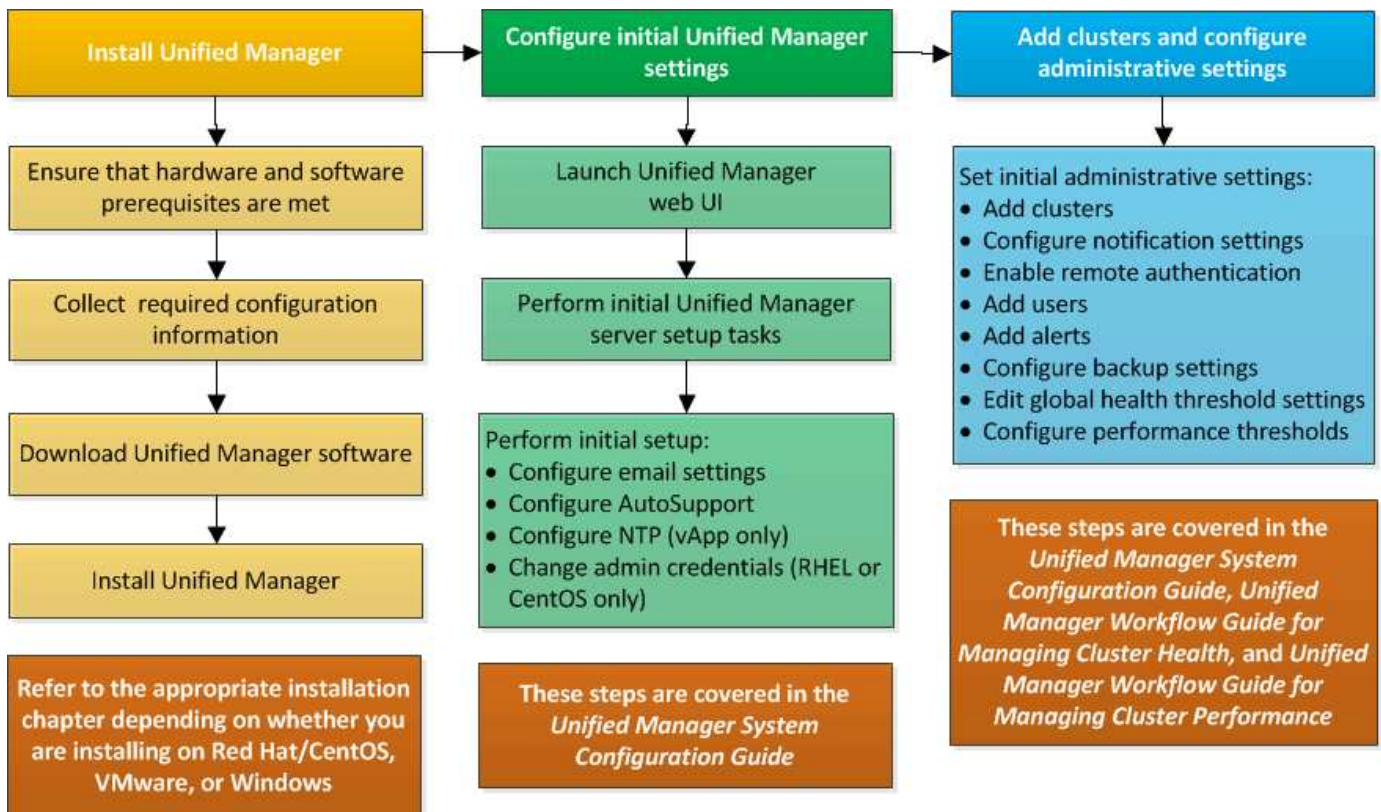 Install Unified Manager
Ensure that hardware and software
prerequisites are met
Collect required configuration
information
Download Unified Manager software
Install Unified Manager
Refer to the appropriate installation
chapter depending on whether you
are installing on Red Hat/CentOS,
VMware, or Windows
Configure initial Unified Manager
settings
Launch Unified Manager
web UI
Perform initial Unified Manager
server setup tasks
Perform initial setup:
• Configure email settings
• Configure AutoSupport
• Configure NTP (vApp only)
• Change admin credentials (RHEL or
CentOS only)
These steps are covered in the
Unified Manager System
Configuration Guide
Add clusters and configure
administrative settings
Set initial administrative settings:
• Add clusters
• Configure notification settings
• Enable remote authentication
• Add users
• Add alerts
• Configure backup settings
• Edit global health threshold settings
• Configure performance thresholds
These steps are covered in the
Unified Manager System
Configuration Guide, Unified
Manager Workflow Guide for
Managing Cluster Health, and Unified
Manager Workflow Guide for
Managing Cluster Performance